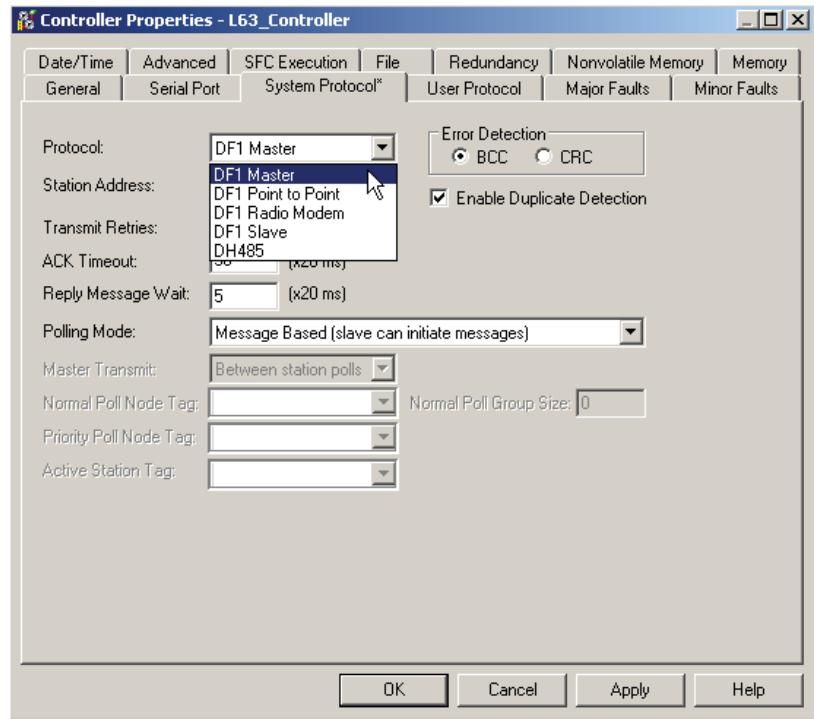 Controller Properties - L63_Controller
Date/Time Advanced SFC Execution File Redundancy Nonvolatile Memory Memory
General Serial Port System Protocol* User Protocol Major Faults Minor Faults
Protocol: DF1 Master
Error Detection
BCC CRC
DF1 Master
DF1 Point to Point
DF1 Radio Modem
DF1 Slave
DH485
Station Address:
Enable Duplicate Detection
Transmit Retries:
ACK Timeout: (x20 ms)
Reply Message Wait: 5 (x20 ms)
Polling Mode: Message Based (slave can initiate messages)
Master Transmit: Between station polls
Normal Poll Node Tag: Normal Poll Group Size: 0
Priority Poll Node Tag:
Active Station Tag:
OK Cancel Apply Help